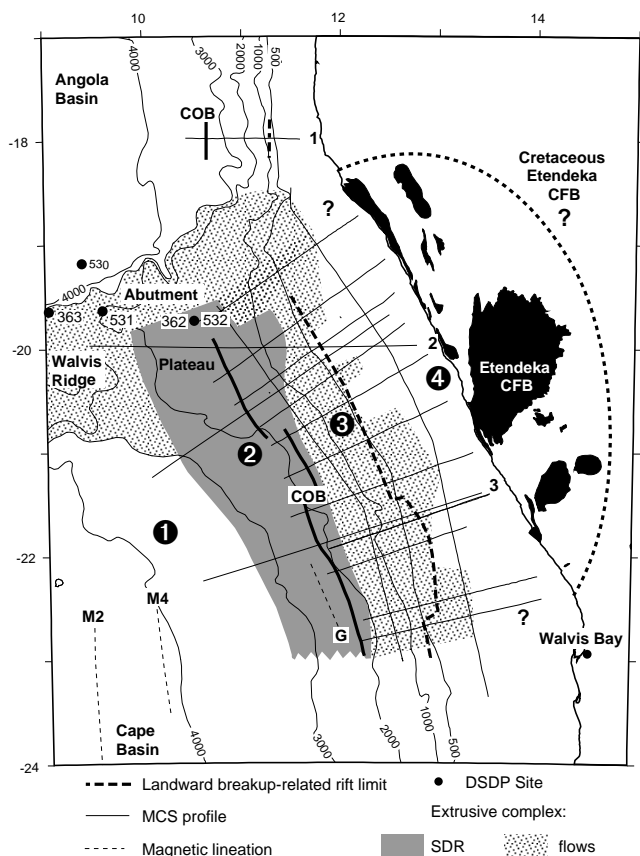 10 12 14
4000 3000 2000 1000 500
Angola
Basin
COB
-18
1
Cretaceous
Etendeka
CFB
?
?
530
4000
Abutment
363 531 362 532
-20
2
Walvis
Ridge
Plateau
4
Etendeka
CFB
3
2
COB
3
1
-22
M4
M2
?
G
Walvis Bay
Cape
Basin
4000 3000 2000 1000 500
-24
Landward breakup-related rift limit
DSDP Site
MCS profile
Extrusive complex:
Magnetic lineation
SDR
flows